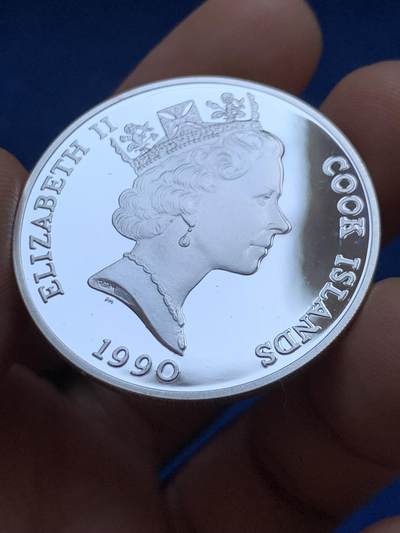 ELIZABETH II
COOK ISLANDS
1990